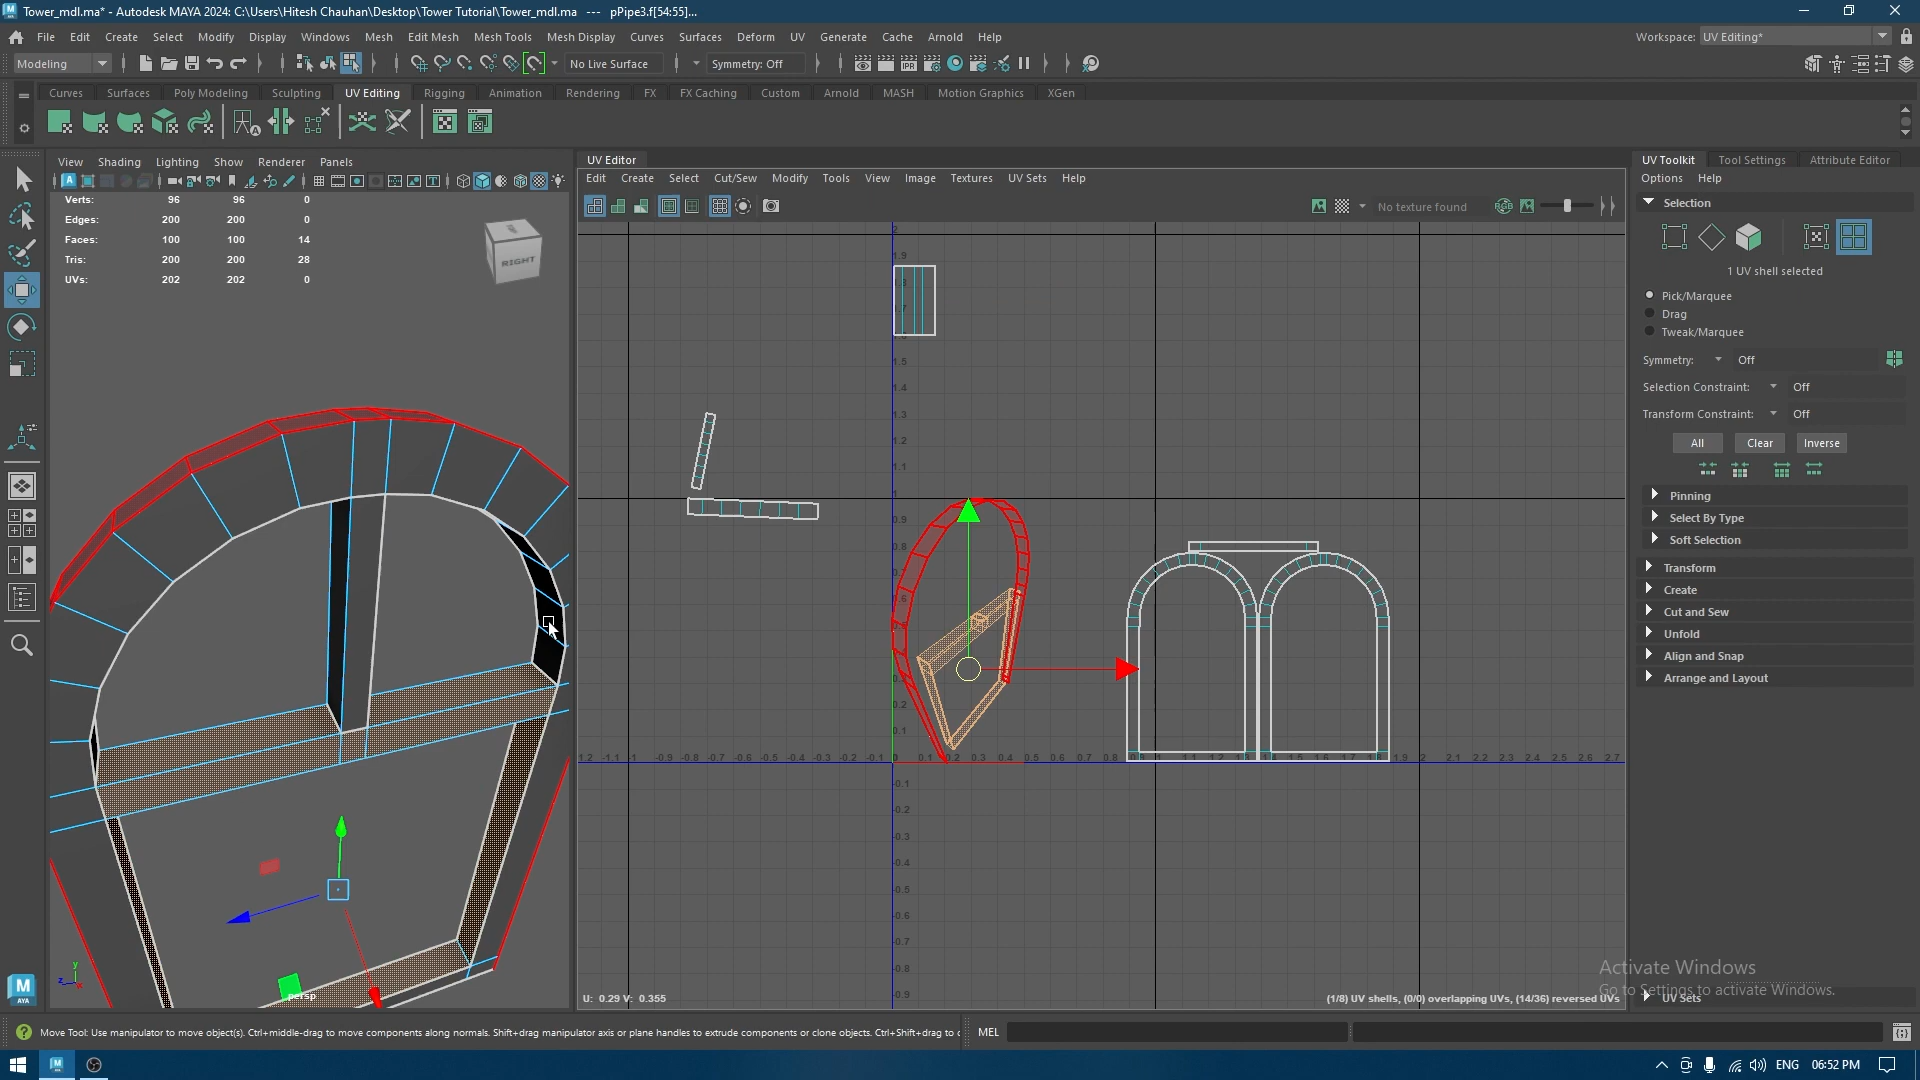 Tower_mdl.ma* - Autodesk MAYA 2024: C:\Users\Hitesh Chauhan\Desktop\Tower Tutorial\Tower_mdl.ma --- pPipe3.f[54:55]...
File Edit Create Select Modify Display Windows Mesh Edit Mesh Mesh Tools Mesh Display Curves Surfaces Deform UV Generate Cache Arnold Help
Workspace: UV Editing*
Modeling
No Live Surface
Symmetry: Off
Curves Surfaces Poly Modeling Sculpting UV Editing Rigging Animation Rendering FX FX Caching Custom Arnold MASH Motion Graphics XGen
View Shading Lighting Show Renderer Panels
Verts: 96 96 0
Edges: 200 200 0
Faces: 100 100 14
Tris: 200 200 28
UVs: 202 202 0
RIGHT
persp
UV Editor
Edit Create Select Cut/Sew Modify Tools View Image Textures UV Sets Help
No texture found
U: 0.29 V: 0.355
(1/8) UV shells, (0/0) overlapping UVs, (14/36) reversed UVs
UV Toolkit Tool Settings Attribute Editor
Options Help
Selection
1 UV shell selected
Pick/Marquee
Drag
Tweak/Marquee
Symmetry: Off
Selection Constraint: Off
Transform Constraint: Off
All Clear Inverse
Pinning
Select By Type
Soft Selection
Transform
Create
Cut and Sew
Unfold
Align and Snap
Arrange and Layout
Activate Windows
Go to Settings to activate Windows.
UV Sets
Move Tool: Use manipulator to move object(s). Ctrl+middle-drag to move components along normals. Shift+drag manipulator axis or plane handles to extrude components or clone objects. Ctrl+Shift+drag to c
MEL
ENG 06:52 PM